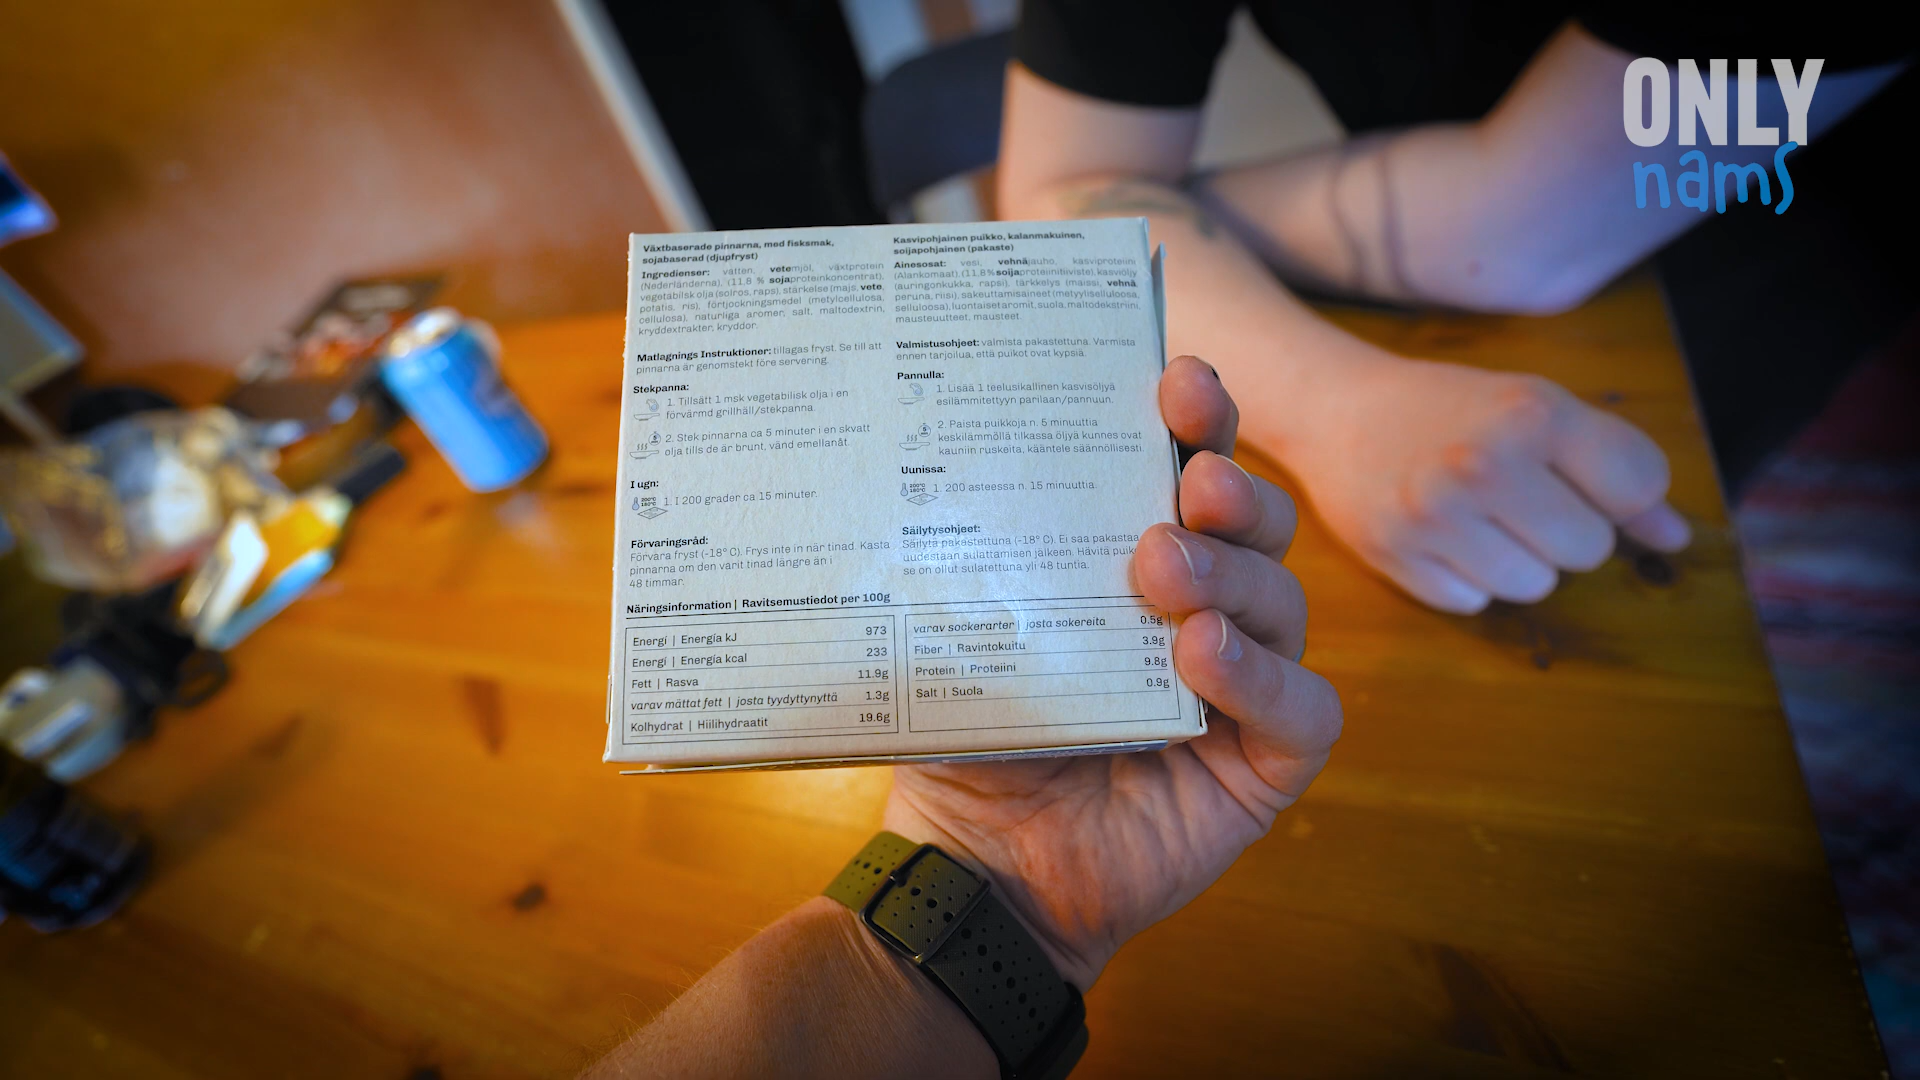 ONLY
nams
Växtbaserade pinnarna, med fisksmak,
sojabaserad (djupfryst)
Ingredienser: vatten, vetemjöl, växtprotein
(Nederländerna), (11,8 % sojaproteinkoncentrat),
vegetabilsk olja (solros, raps), stärkelse (majs, vete,
potatis, ris), förtjockningsmedel (metylcellulosa,
cellulosa), naturliga aromer, salt, maltodextrin,
kryddextrakter, kryddor.
Matlagnings Instruktioner: tillagas fryst. Se till att
pinnarna är genomstekt före servering.
Stekpanna:
1. Tillsätt 1 msk vegetabilisk olja i en
förvärmd grillhäll/stekpanna.
2. Stek pinnarna ca 5 minuter i en skvatt
olja tills de är brunt, vänd emellanåt.
I ugn:
200°C
180°C
1. I 200 grader ca 15 minuter.
Förvaringsråd:
Förvara fryst (-18° C). Frys inte in när tinad. Kasta
pinnarna om den varit tinad längre än i
48 timmar.
Kasvipohjainen puikko, kalanmakuinen,
soijapohjainen (pakaste)
Ainesosat: vesi, vehnäjauho, kasviproteiini
(Alankomaat), (11,8%soijaproteiinitiiviste), kasviöljy
(auringonkukka, rapsi), tärkkelys (maissi, vehnä,
peruna, riisi), sakeuttamisaineet (metyyliselluloosa,
selluloosa), luontaiset aromit, suola, maltodekstriini,
mausteuutteet, mausteet.
Valmistusohjeet: valmista pakastettuna. Varmista
ennen tarjoilua, että puikot ovat kypsiä.
Pannulla:
1. Lisää 1 teelusikallinen kasvisöljyä
esilämmitettyyn parilaan/pannuun.
2. Paista puikkoja n. 5 minuuttia
keskilämmöllä tilkassa öljyä kunnes ovat
kauniin ruskeita, kääntele säännöllisesti.
Uunissa:
200°C
180°C
1. 200 asteessa n. 15 minuuttia.
Säilytysohjeet:
Säilytä pakastettuna (-18° C). Ei saa pakastaa
uudestaan sulattamisen jälkeen. Hävitä puik
se on ollut sulatettuna yli 48 tuntia.
Näringsinformation | Ravitsemustiedot per 100g
Energi | Energia kJ 973
Energi | Energia kcal 233
Fett | Rasva 11.9g
varav mättat fett | josta tyydyttynyttä 1.3g
Kolhydrat | Hiilihydraatit 19.6g
varav sockerarter | josta sokereita 0.5g
Fiber | Ravintokuitu 3.9g
Protein | Proteiini 9.8g
Salt | Suola 0.9g